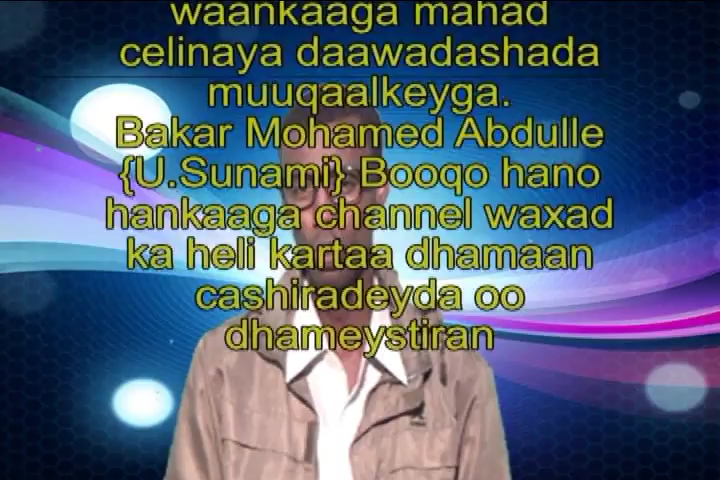 waankaaga mahad
celinaya daawadashada
muuqaalkeyga.
Bakar Mohamed Abdulle
{U.Sunami} Booqo hano
hankaaga channel waxad
ka heli kartaa dhamaan
cashiradeyda oo
dhameystiran